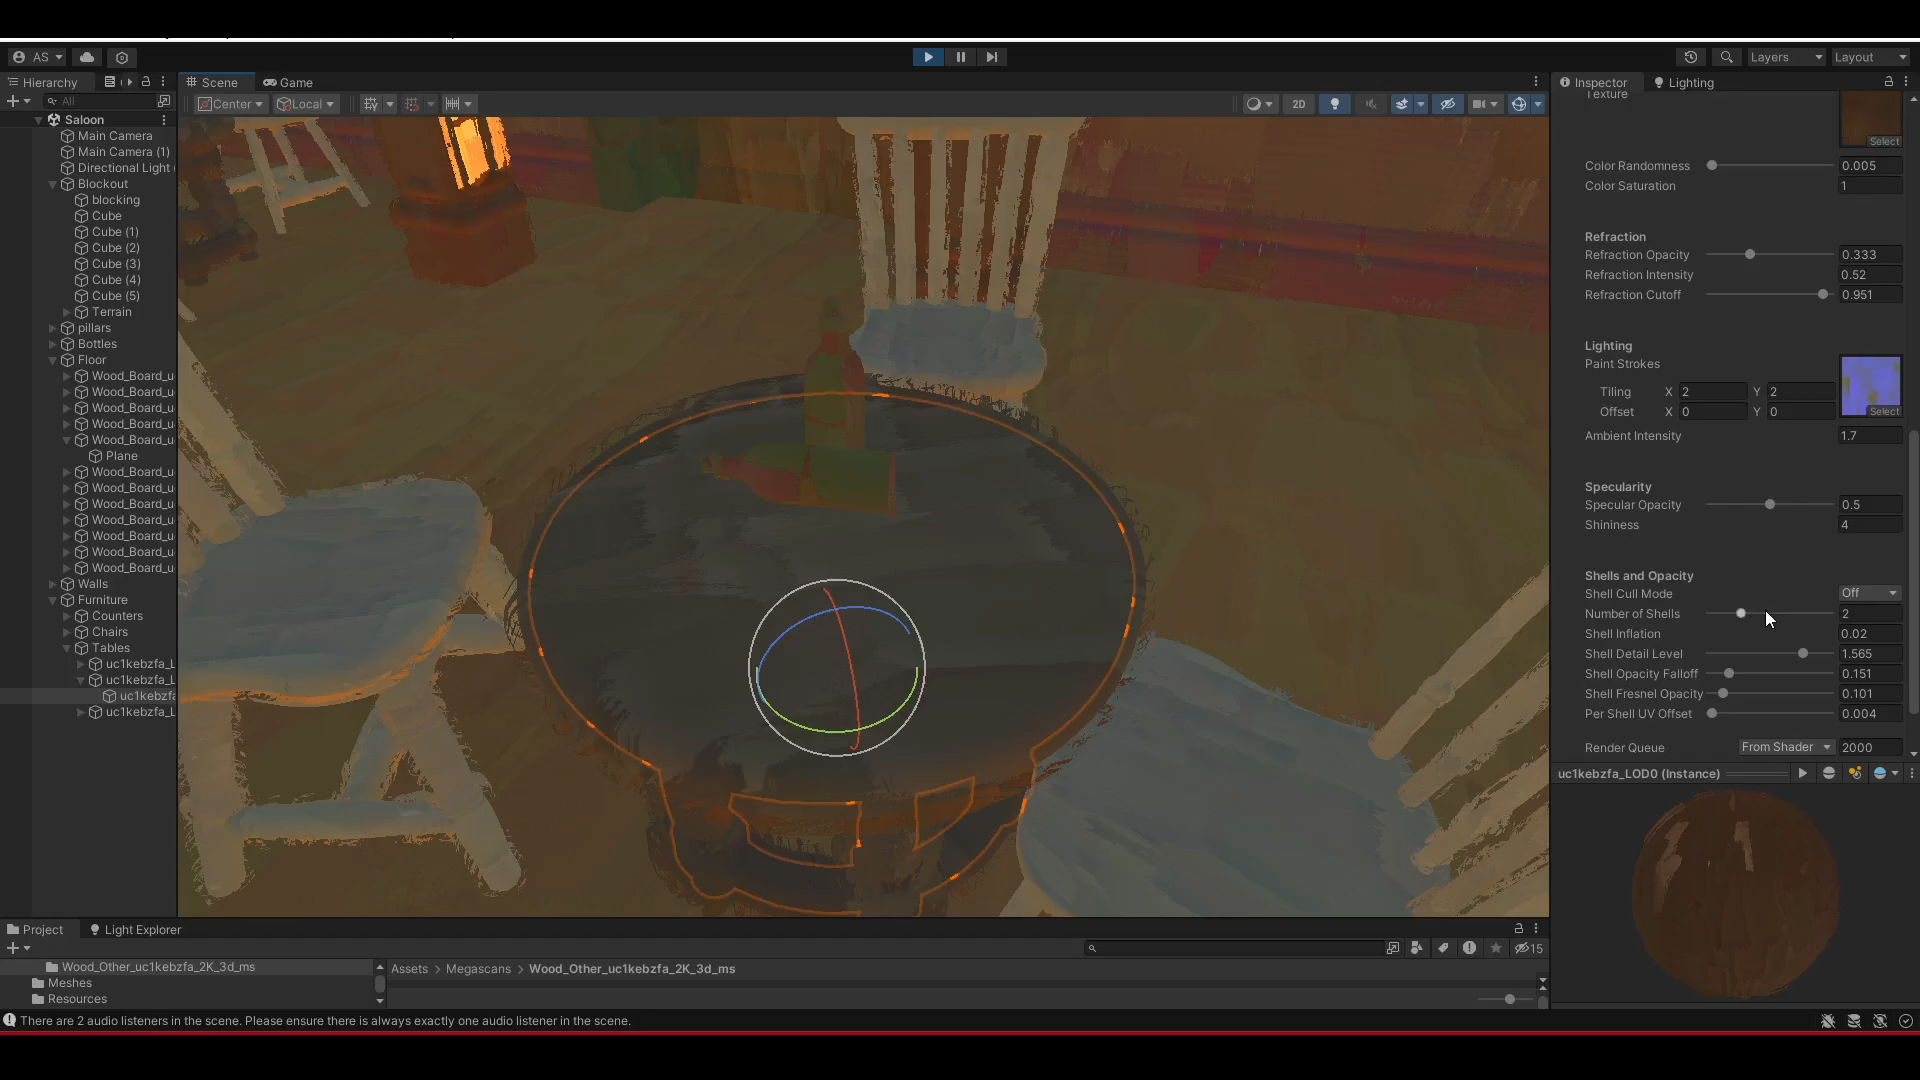 AS
Layers
Layout
Hierarchy
Scene
Game
Inspector
Lighting
All
Center
Local
2D
Saloon
Main Camera
Main Camera (1)
Directional Light
Blockout
blocking
Cube
Cube (1)
Cube (2)
Cube (3)
Cube (4)
Cube (5)
Terrain
pillars
Bottles
Floor
Wood_Board_u
Wood_Board_u
Wood_Board_u
Wood_Board_u
Wood_Board_u
Plane
Wood_Board_u
Wood_Board_u
Wood_Board_u
Wood_Board_u
Wood_Board_u
Wood_Board_u
Wood_Board_u
Walls
Furniture
Counters
Chairs
Tables
uc1kebzfa_L
uc1kebzfa_L
uc1kebzfa
uc1kebzfa_L
Texture
Select
Color Randomness 0.005
Color Saturation 1
Refraction
Refraction Opacity 0.333
Refraction Intensity 0.52
Refraction Cutoff 0.951
Lighting
Paint Strokes
Tiling X 2 Y 2
Offset X 0 Y 0
Select
Ambient Intensity 1.7
Specularity
Specular Opacity 0.5
Shininess 4
Shells and Opacity
Shell Cull Mode Off
Number of Shells 2
Shell Inflation 0.02
Shell Detail Level 1.565
Shell Opacity Falloff 0.151
Shell Fresnel Opacity 0.101
Per Shell UV Offset 0.004
Render Queue From Shader 2000
uc1kebzfa_LOD0 (Instance)
Project
Light Explorer
15
Wood_Other_uc1kebzfa_2K_3d_ms
Meshes
Resources
Assets > Megascans > Wood_Other_uc1kebzfa_2K_3d_ms
There are 2 audio listeners in the scene. Please ensure there is always exactly one audio listener in the scene.